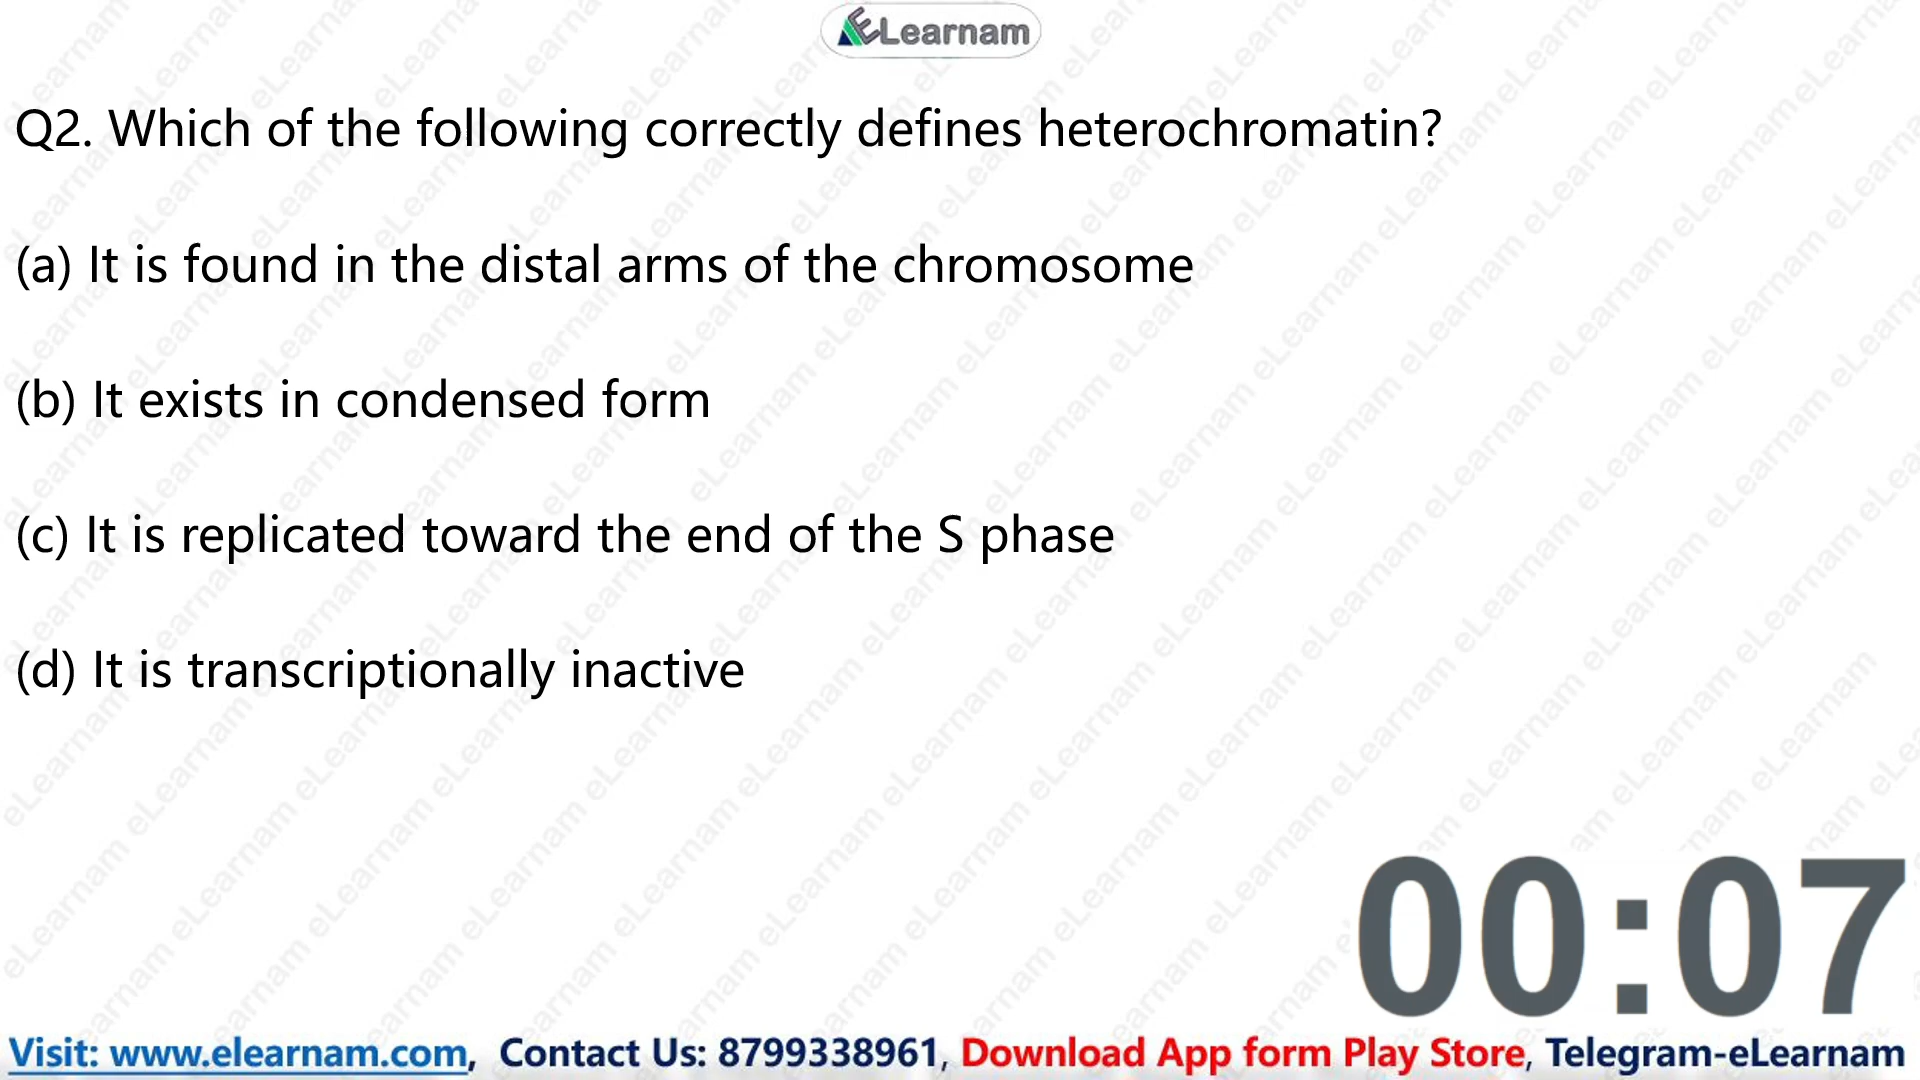 ELearnam
Q2. Which of the following correctly defines heterochromatin?
(a) It is found in the distal arms of the chromosome
(b) It exists in condensed form
(c) It is replicated toward the end of the S phase
(d) It is transcriptionally inactive
00:07
Visit: www.elearnam.com, Contact Us: 8799338961, Download App form Play Store, Telegram-eLearnam